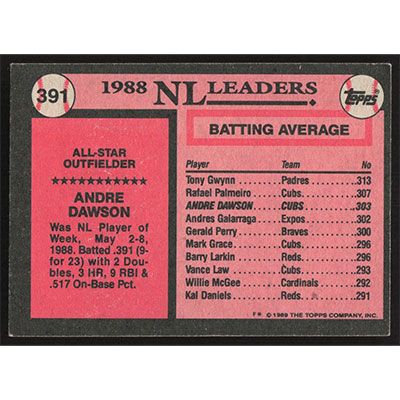 391
1988 NL LEADERS
TOPPS
ALL-STAR
OUTFIELDER
ANDRE
DAWSON
Was NL Player of
Week, May 2-8,
1988. Batted .391 (9-
for 23) with 2 Dou-
bles, 3 HR, 9 RBI &
.517 On-Base Pct.
BATTING AVERAGE
Player Team No
Tony Gwynn Padres .313
Rafael Palmeiro Cubs .307
ANDRE DAWSON CUBS .303
Andres Galarraga Expos .302
Gerald Perry Braves .300
Mark Grace Cubs .296
Barry Larkin Reds .296
Vance Law Cubs .293
Willie McGee Cardinals .292
Kal Daniels Reds .291
F* © 1989 THE TOPPS COMPANY, INC.